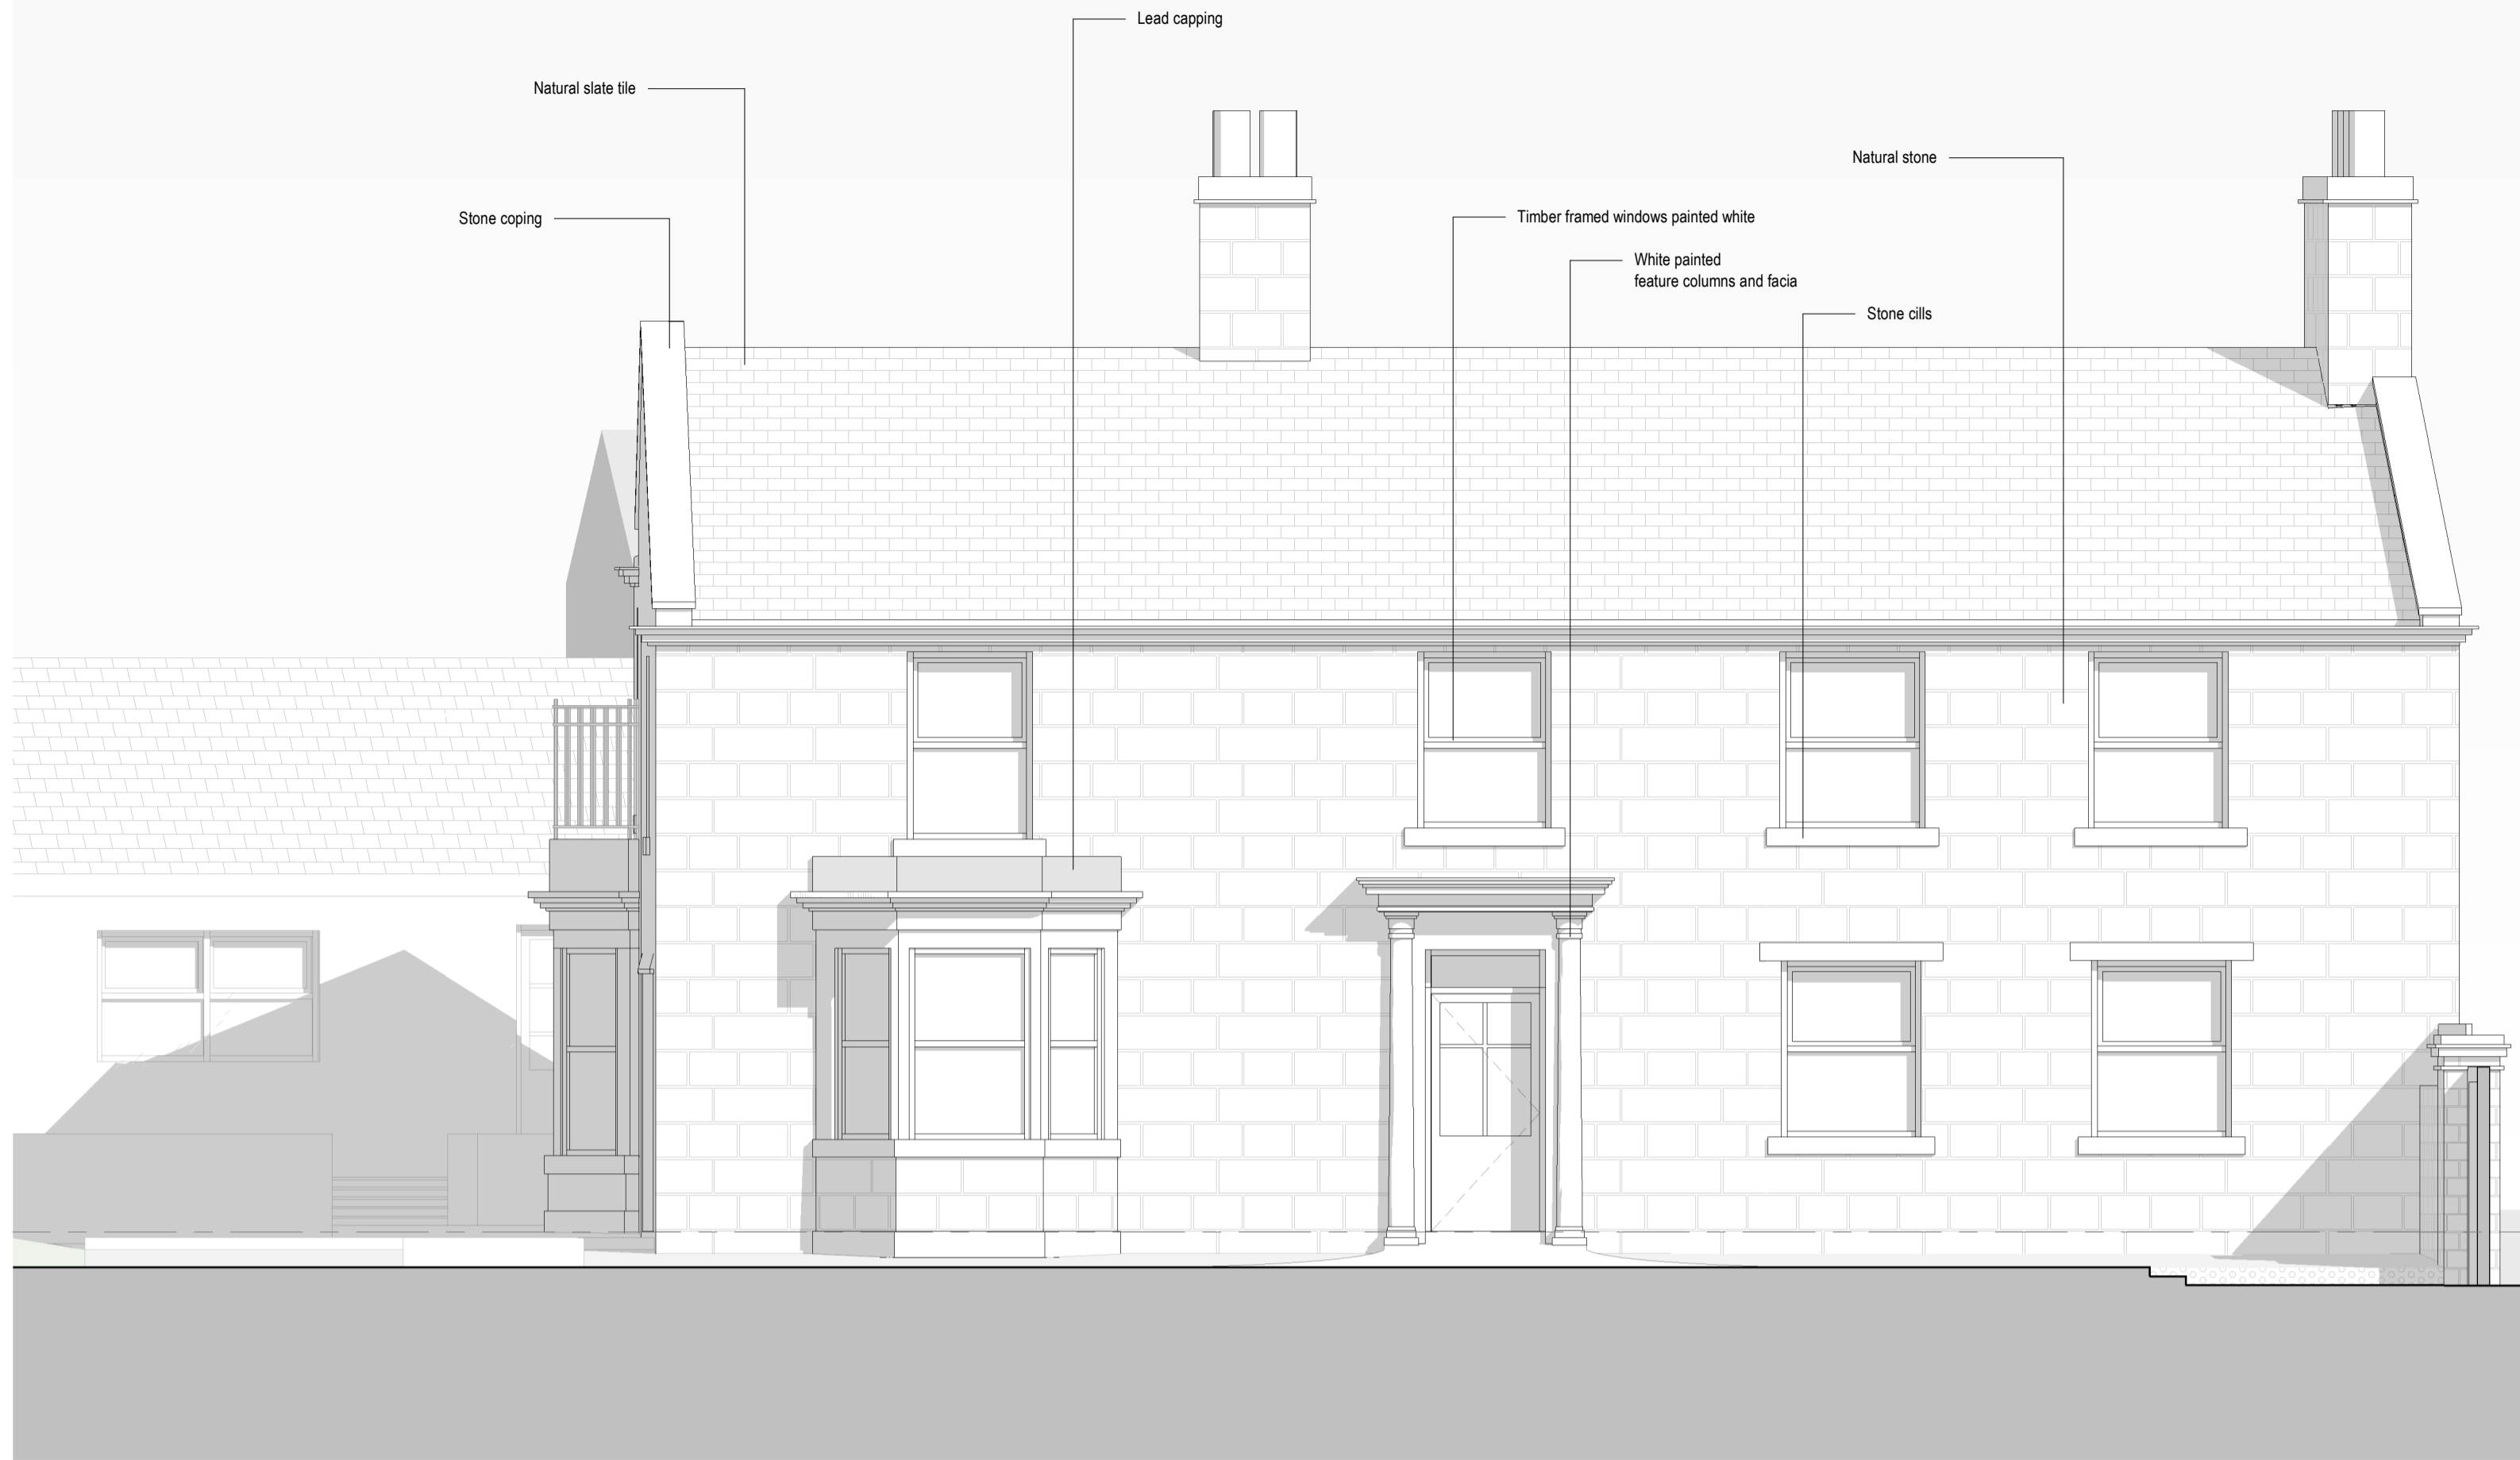 Lead capping
Natural slate tile
Natural stone
Stone coping
Timber framed windows painted white
White painted
feature columns and facia
Stone cills